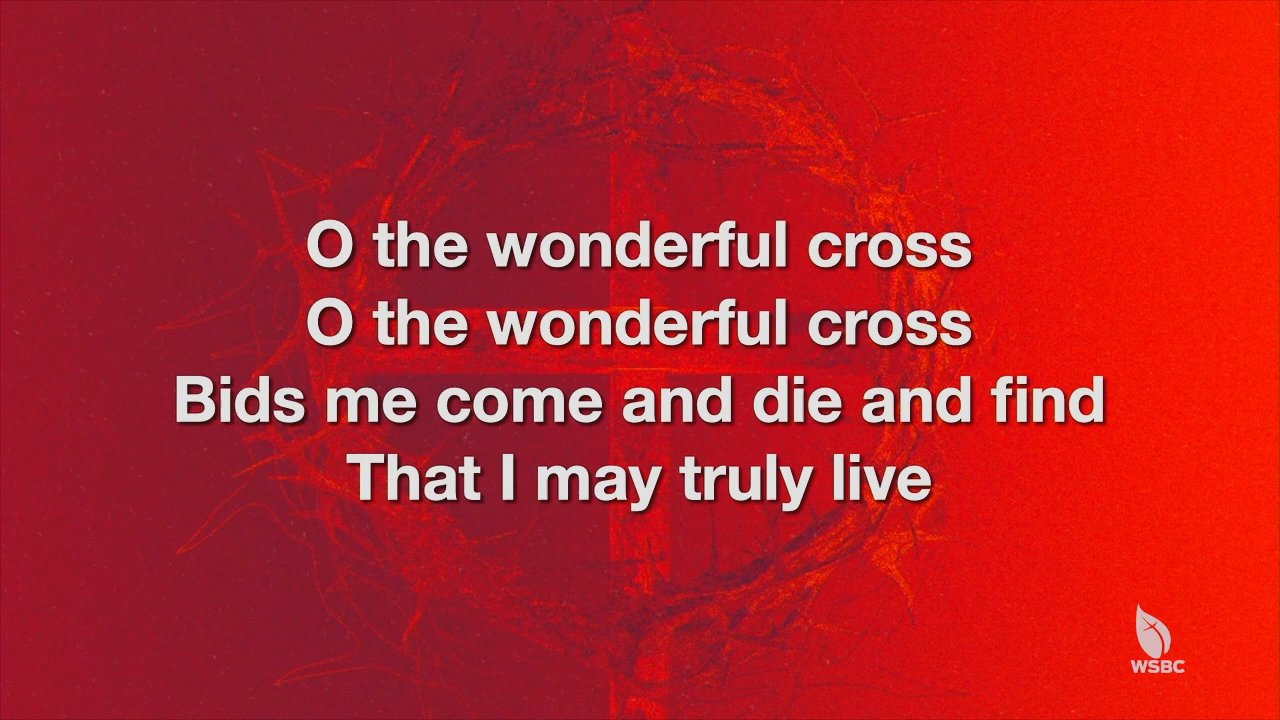 O the wonderful cross
O the wonderful cross
Bids me come and die and find
That I may truly live
WSBC